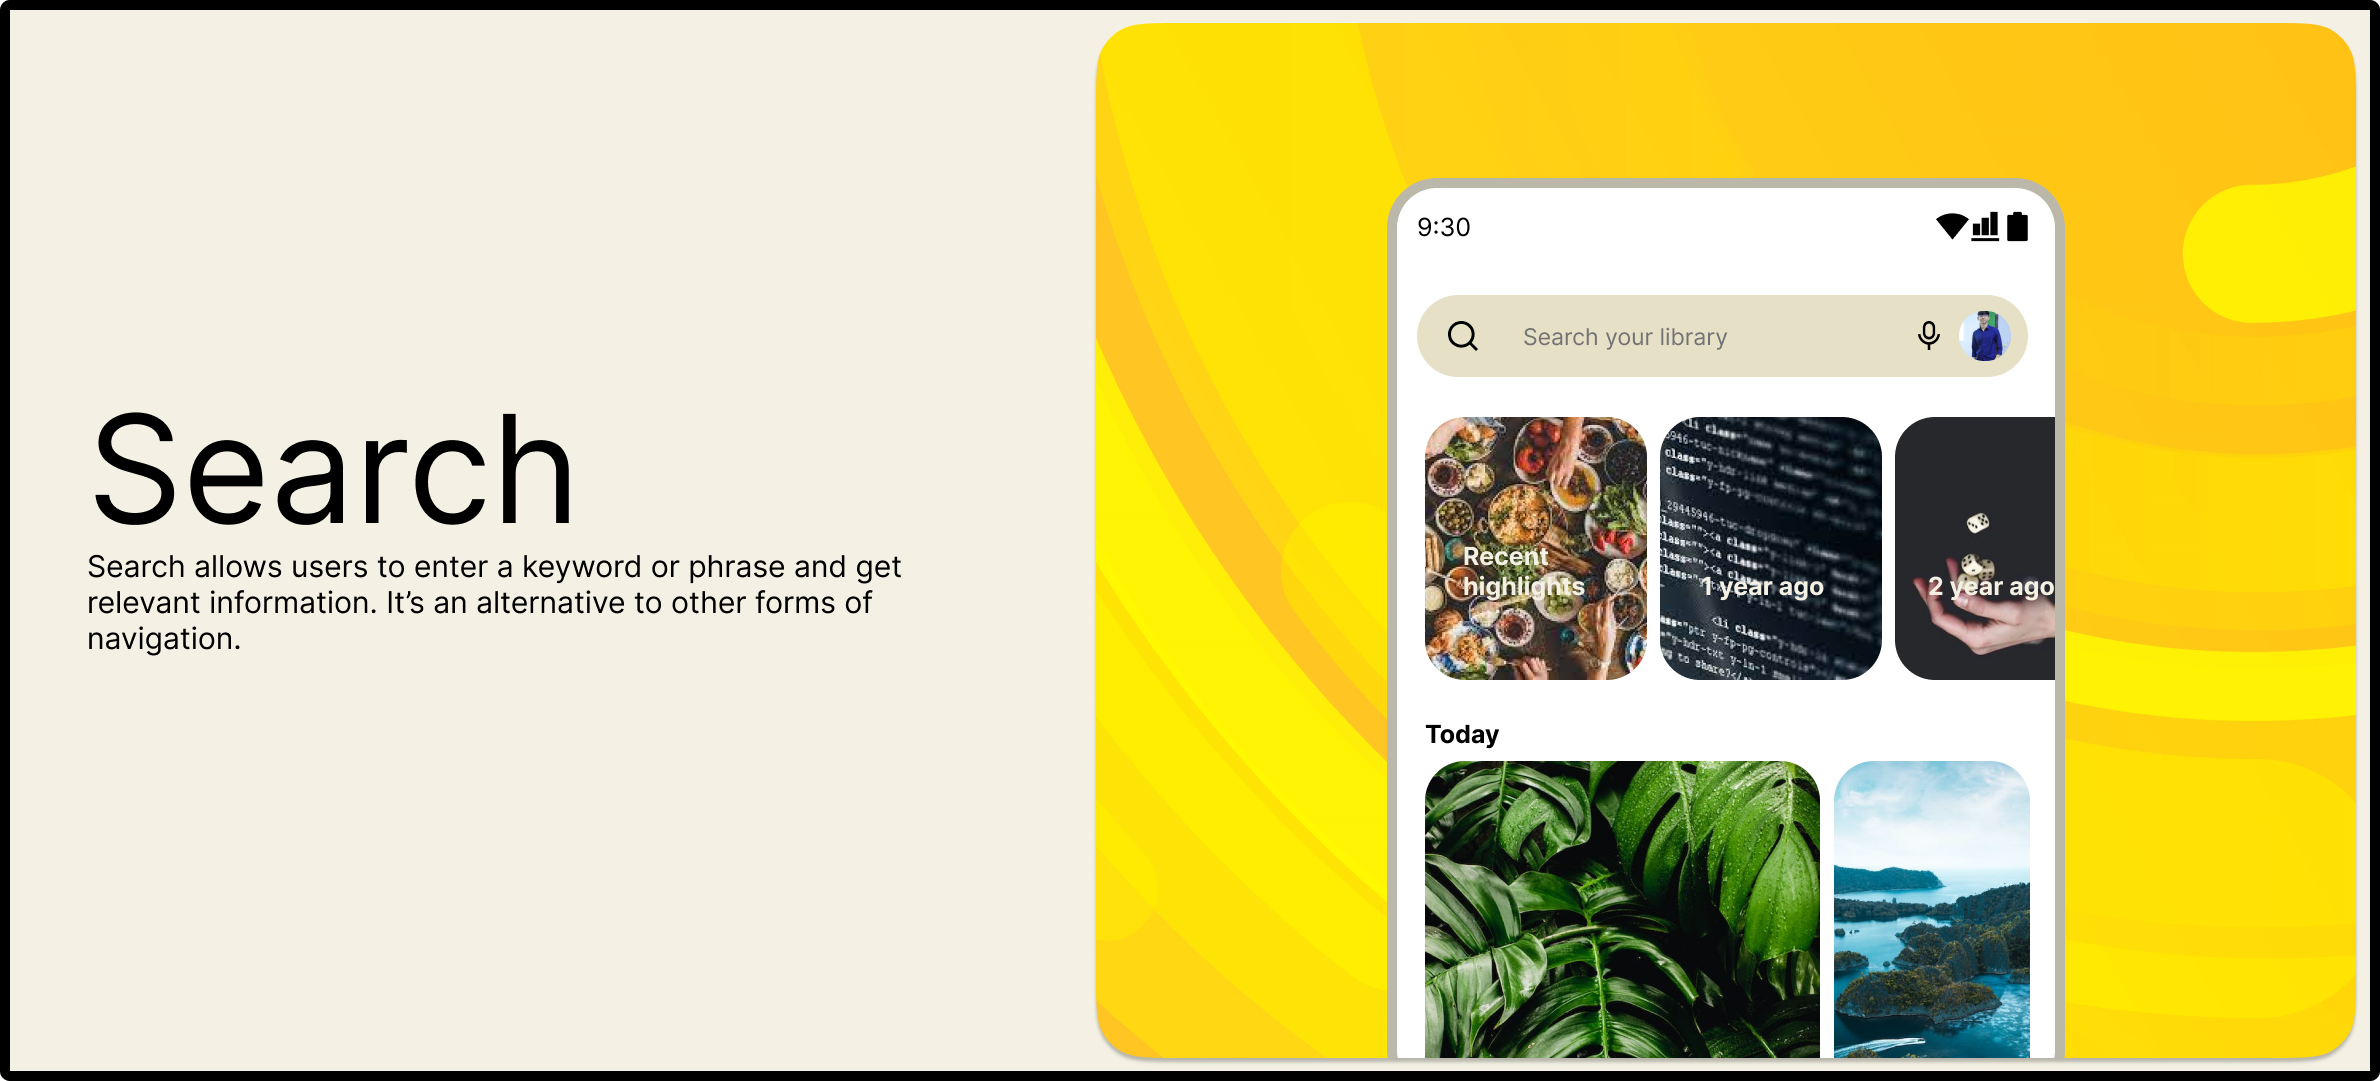 Search
Search allows users to enter a keyword or phrase and get
relevant information. It’s an alternative to other forms of
navigation.
9:30
Search your library
Recent
highlights
1 year ago
2 year ago
Today